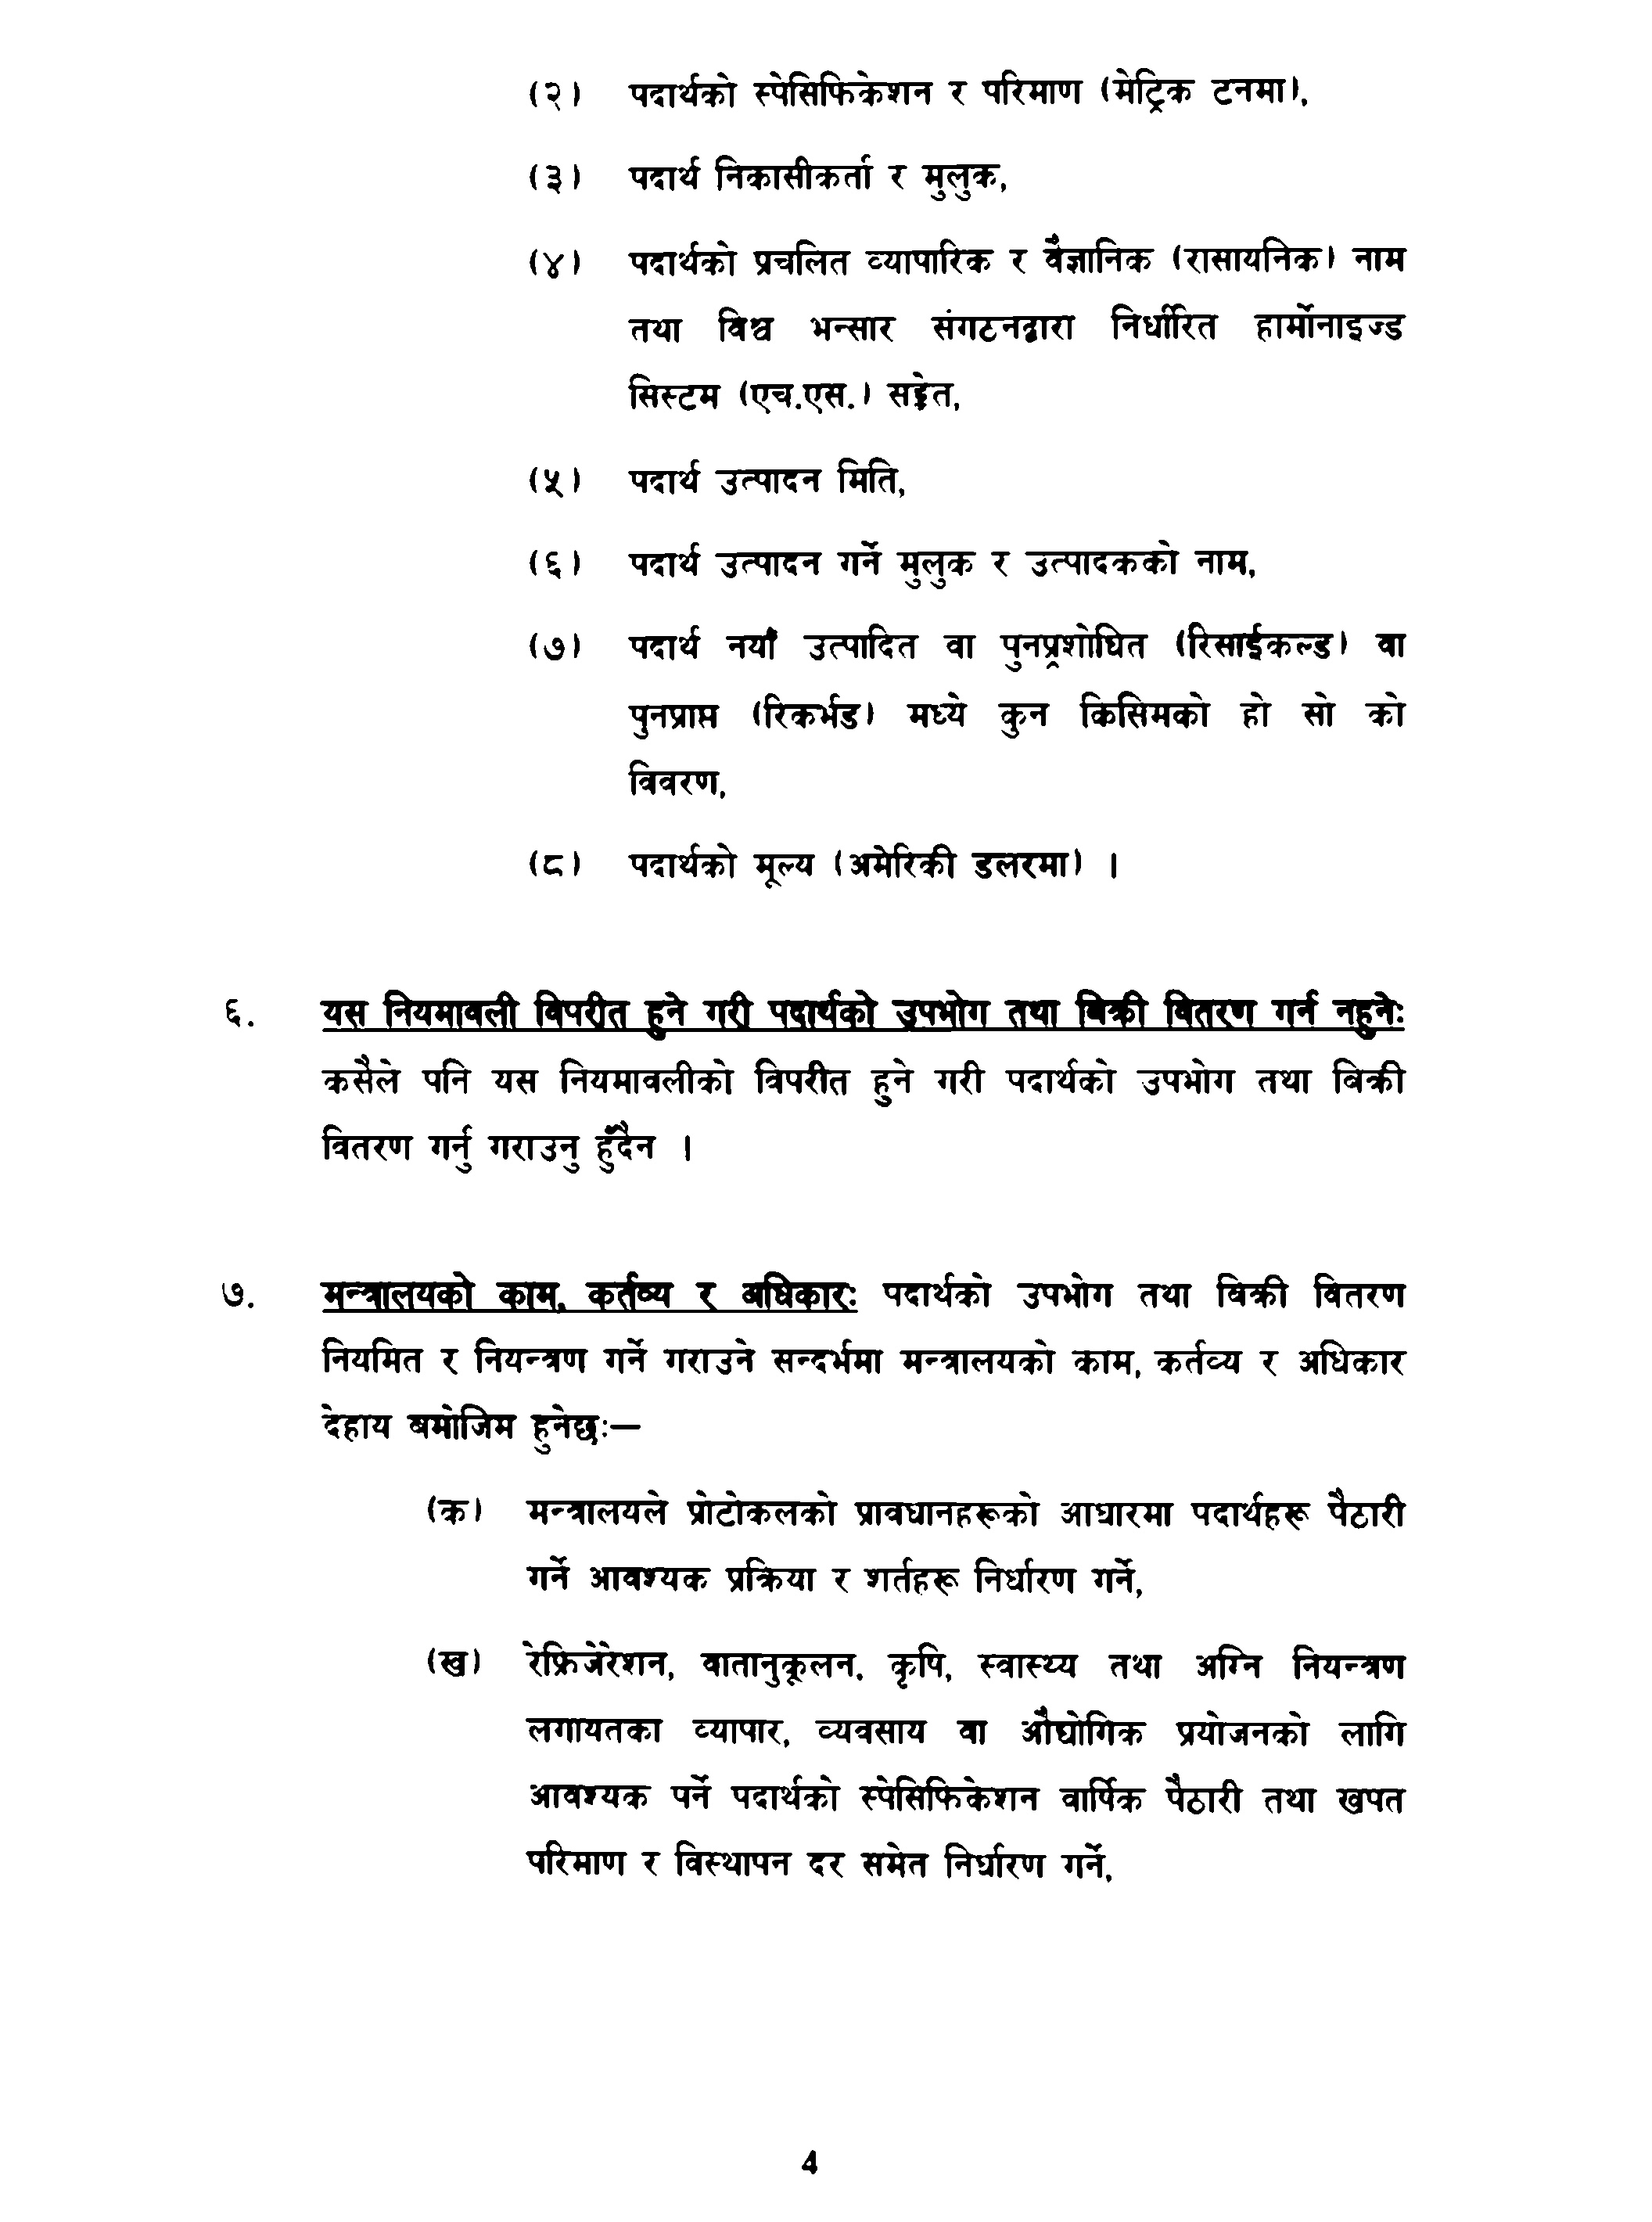 (२) पदार्थको स्पेसिफिकेशन र परिमाण (मेट्रिक टनमा),
(३) पदार्थ निकासीकर्ता र मुलुक,
(४) पदार्थको प्रचलित व्यापारिक र वैज्ञानिक (रासायनिक) नाम
तथा विश्व भन्सार संगठनद्वारा निर्धारित हार्मोनाइज्ड
सिस्टम (एच.एस.) सङ्केत,
(५) पदार्थ उत्पादन मिति,
(६) पदार्थ उत्पादन गर्ने मुलुक र उत्पादकको नाम,
(७) पदार्थ नयाँ उत्पादित वा पुनप्रशोधित (रिसाईकल्ड) वा
पुनप्राप्त (रिकर्भड) मध्ये कुन किसिमको हो सो को
विवरण,
(८) पदार्थको मूल्य (अमेरिकी डलरमा) ।
६. यस नियमावली विपरीत हुने गरी पदार्थको उपभोग तथा बिक्री वितरण गर्न नहुनेः
कसैले पनि यस नियमावलीको विपरीत हुने गरी पदार्थको उपभोग तथा बिक्री
वितरण गर्नु गराउनु हुँदैन ।
७. मन्त्रालयको काम, कर्तव्य र अधिकारः पदार्थको उपभोग तथा बिक्री वितरण
नियमित र नियन्त्रण गर्ने गराउने सन्दर्भमा मन्त्रालयको काम, कर्तव्य र अधिकार
देहाय बमोजिम हुनेछः—
(क) मन्त्रालयले प्रोटोकलको प्रावधानहरूको आधारमा पदार्थहरू पैठारी
गर्ने आवश्यक प्रक्रिया र शर्तहरू निर्धारण गर्ने,
(ख) रेफ्रिजेरेशन, वातानुकूलन, कृषि, स्वास्थ्य तथा अग्नि नियन्त्रण
लगायतका व्यापार, व्यवसाय वा औद्योगिक प्रयोजनको लागि
आवश्यक पर्ने पदार्थको स्पेसिफिकेशन वार्षिक पैठारी तथा खपत
परिमाण र विस्थापन दर समेत निर्धारण गर्ने,
4